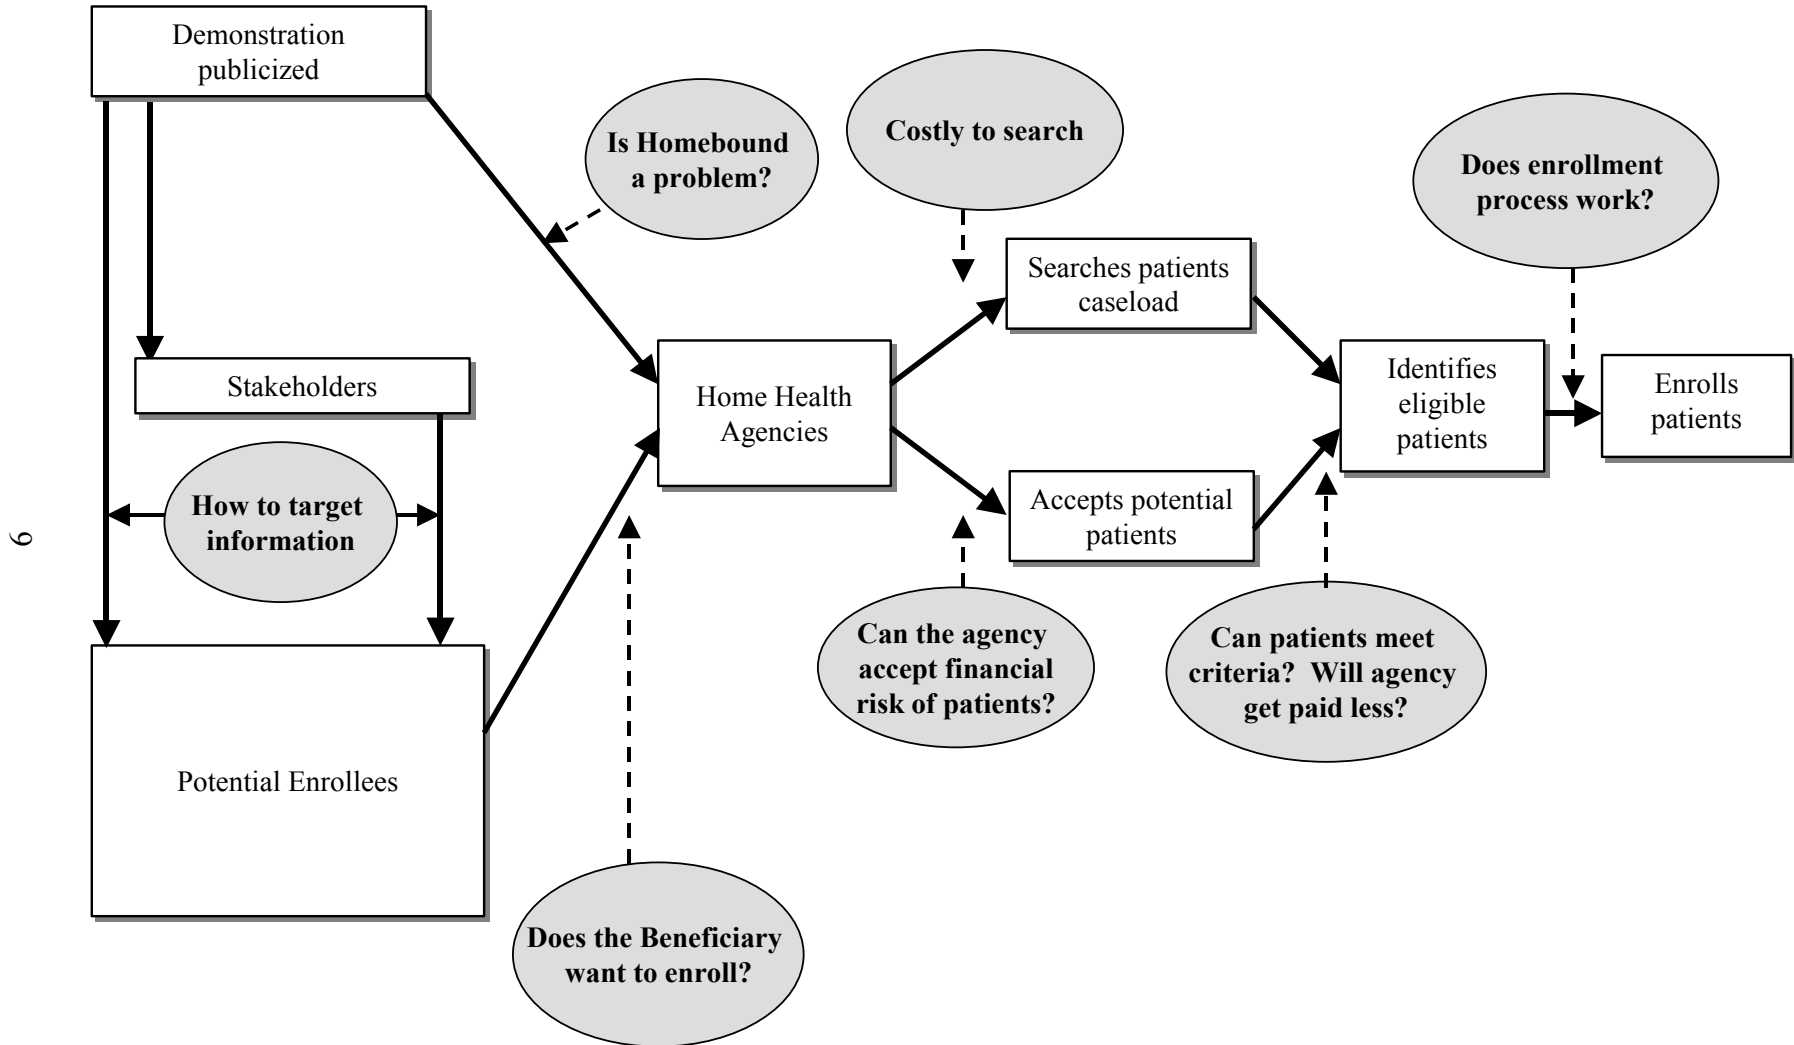 Demonstration
publicized
Is Homebound
a problem?
Costly to search
Does enrollment
process work?
Searches patients
caseload
Stakeholders
Home Health
Agencies
Identifies
eligible
patients
Enrolls
patients
How to target
information
Accepts potential
patients
9
Can the agency
accept financial
risk of patients?
Can patients meet
criteria?  Will agency
get paid less?
Potential Enrollees
Does the Beneficiary
want to enroll?